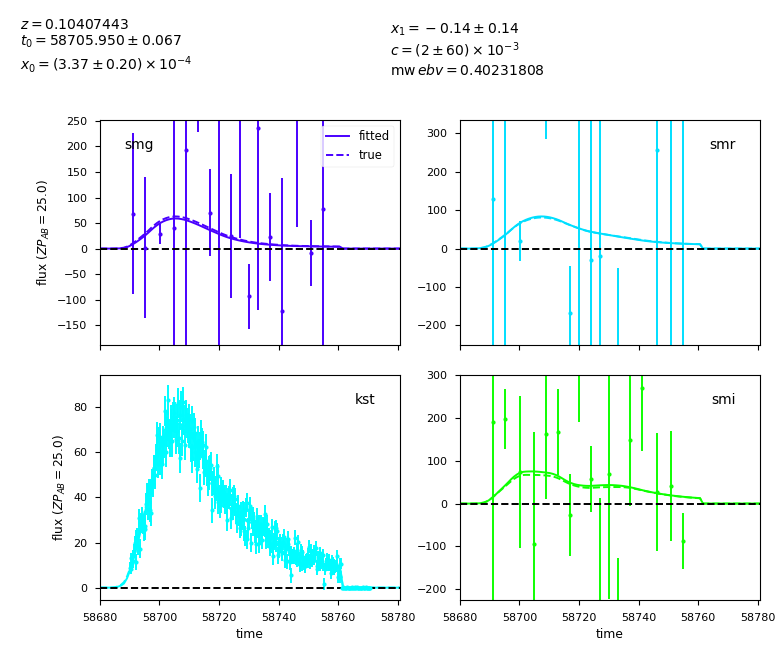 z = 0.10407443
t₀ = 58705.950 ± 0.067
x₀ = (3.37 ± 0.20) × 10⁻⁴
x₁ = −0.14 ± 0.14
c = (2 ± 60) × 10⁻³
mw ebv = 0.40231808
smg
fitted
true
250
200
150
100
50
0
−50
−100
−150
flux (ZP_AB = 25.0)
smr
300
200
100
0
−100
−200
kst
80
60
40
20
0
flux (ZP_AB = 25.0)
58680 58700 58720 58740 58760 58780
time
smi
300
200
100
0
−100
−200
58680 58700 58720 58740 58760 58780
time